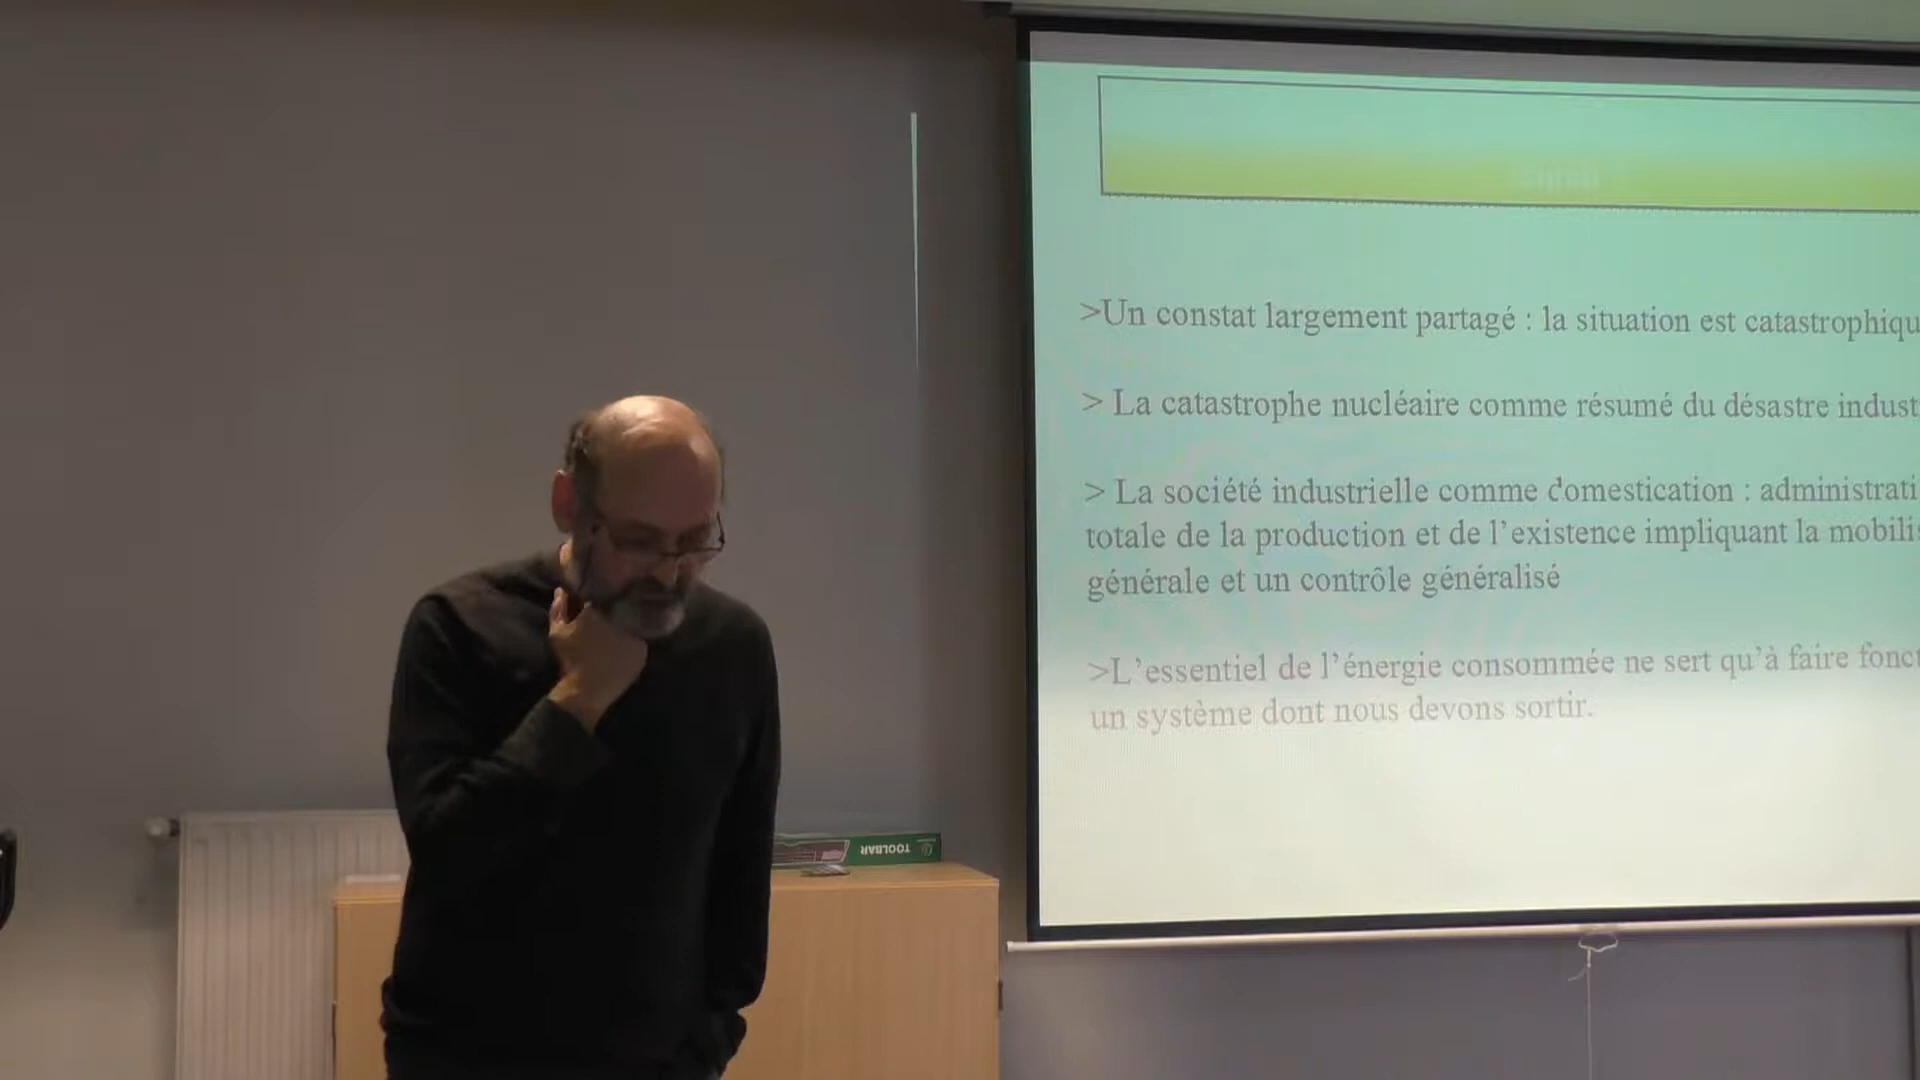 >Un constat largement partagé : la situation est catastrophiqu
> La catastrophe nucléaire comme résumé du désastre indust
> La société industrielle comme domestication : administrati
totale de la production et de l’existence impliquant la mobilis
générale et un contrôle généralisé
>L’essentiel de l’énergie consommée ne sert qu’à faire fonct
un système dont nous devons sortir.
TOOLBAR